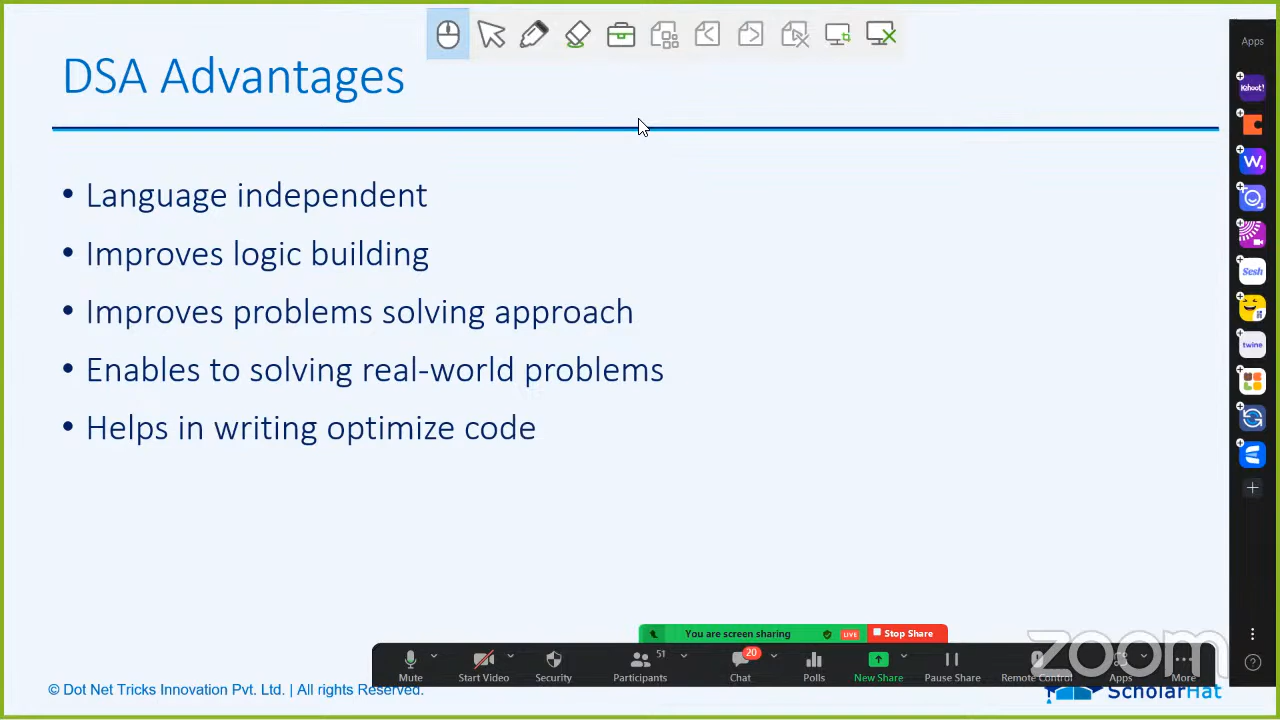 DSA Advantages
Apps
Kahoot!
W,
• Language independent
• Improves logic building
Sesh
• Improves problems solving approach
twine
• Enables to solving real-world problems
• Helps in writing optimize code
You are screen sharing LIVE Stop Share
51 20
Mute Start Video Security Participants Chat Polls New Share Pause Share Remote Control Apps More
zoom
© Dot Net Tricks Innovation Pvt. Ltd. | All rights Reserved.
ScholarHat